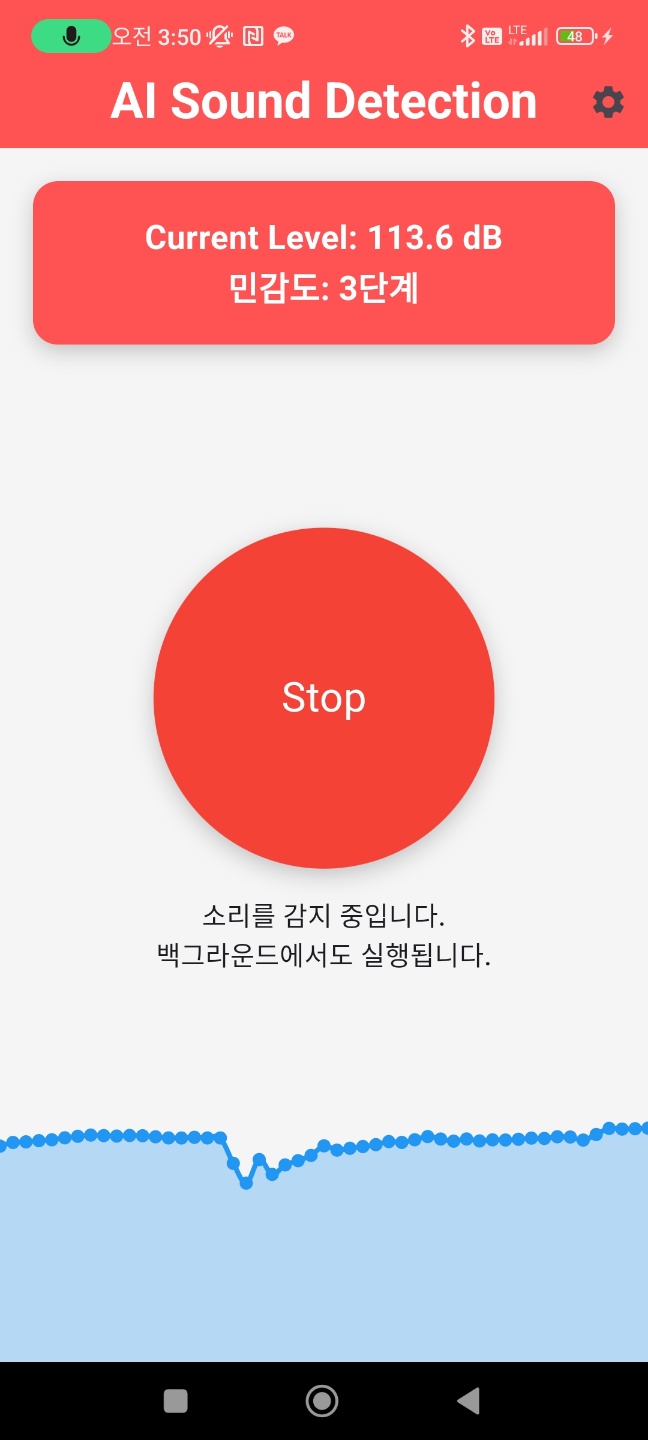 오전 3:50
TALK
Vo LTE
LTE
48
AI Sound Detection
Current Level: 113.6 dB
민감도: 3단계
Stop
소리를 감지 중입니다.
백그라운드에서도 실행됩니다.